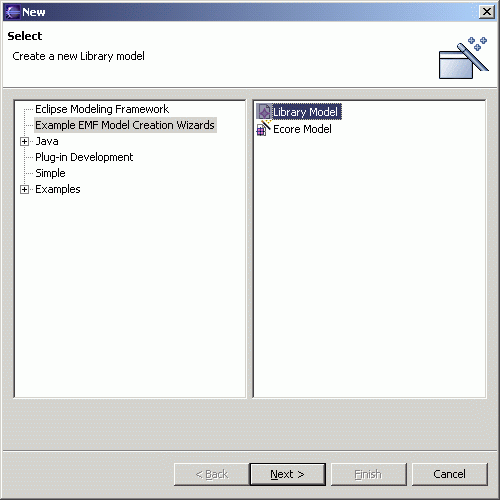 New
Select
Create a new Library model
Eclipse Modeling Framework
Example EMF Model Creation Wizards
Java
Plug-in Development
Simple
Examples
Library Model
Ecore Model
< Back
Next >
Finish
Cancel